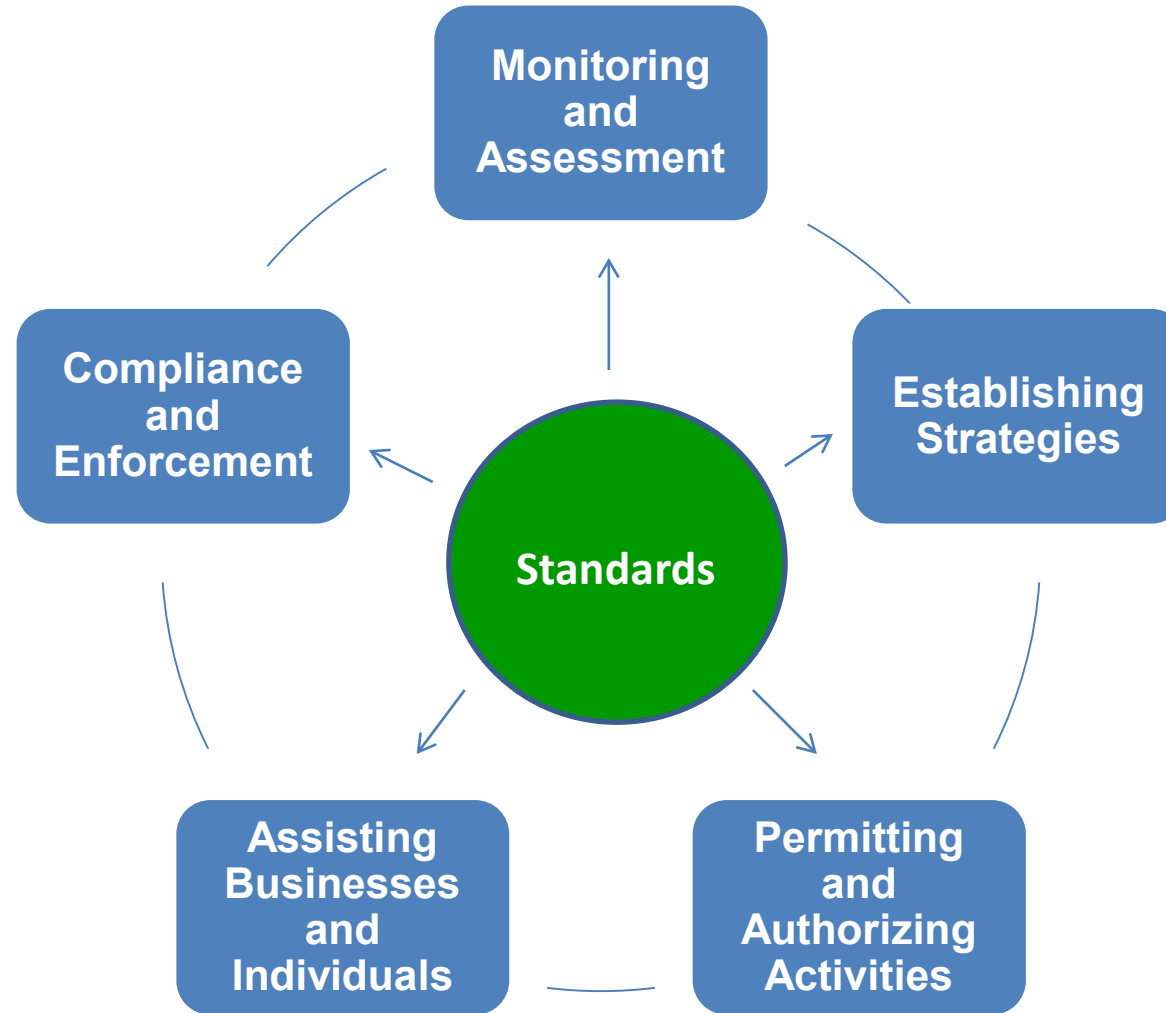 Monitoring
and
Assessment
Compliance
and
Enforcement
Establishing
Strategies
Standards
Assisting
Businesses
and
Individuals
Permitting
and
Authorizing
Activities